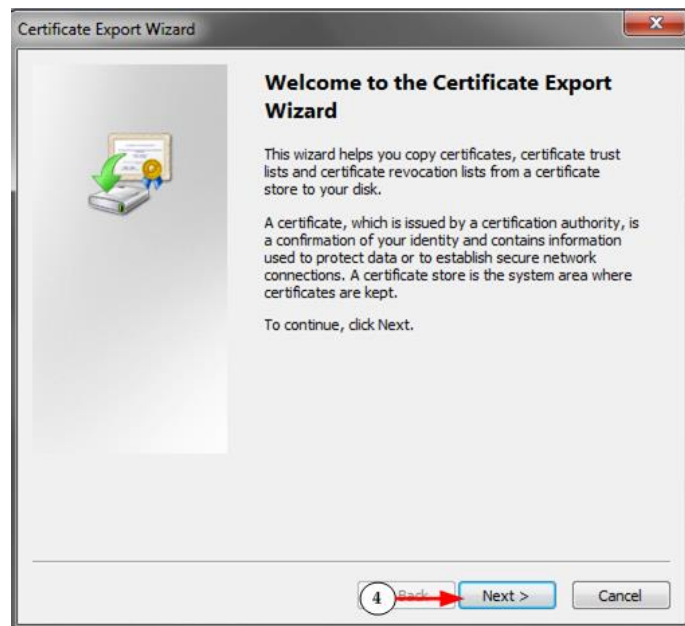 Certificate Export Wizard
Welcome to the Certificate Export
Wizard
This wizard helps you copy certificates, certificate trust
lists and certificate revocation lists from a certificate
store to your disk.
A certificate, which is issued by a certification authority, is
a confirmation of your identity and contains information
used to protect data or to establish secure network
connections. A certificate store is the system area where
certificates are kept.
To continue, click Next.
4 Back Next > Cancel